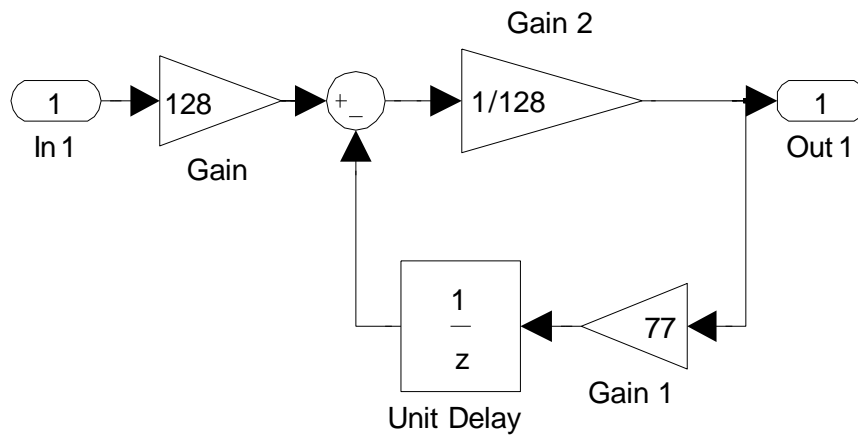 Gain 2
1
128
+
−
1/128
1
In 1
Gain
Out 1
1
z
77
Unit Delay
Gain 1